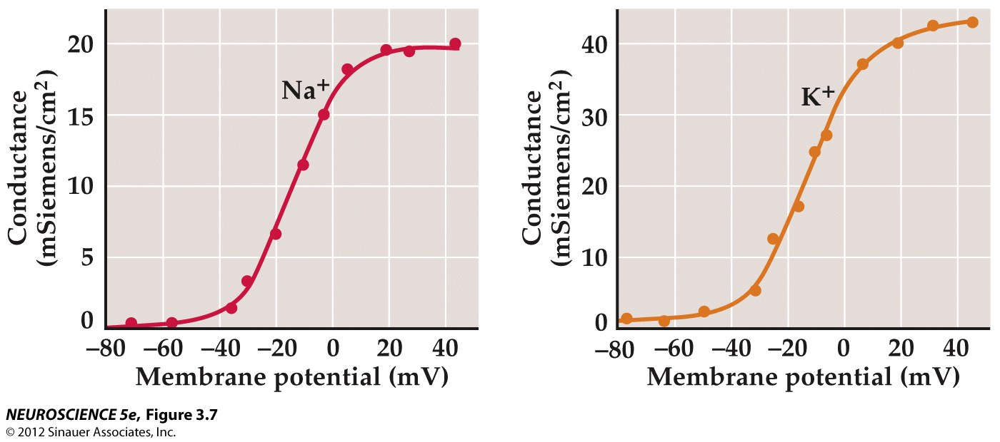 Conductance
(mSiemens/cm²)
20
15
10
5
0
Na⁺
−80 −60 −40 −20 0 20 40
Membrane potential (mV)
Conductance
(mSiemens/cm²)
40
30
20
10
0
K⁺
−80 −60 −40 −20 0 20 40
Membrane potential (mV)
NEUROSCIENCE 5e, Figure 3.7
© 2012 Sinauer Associates, Inc.